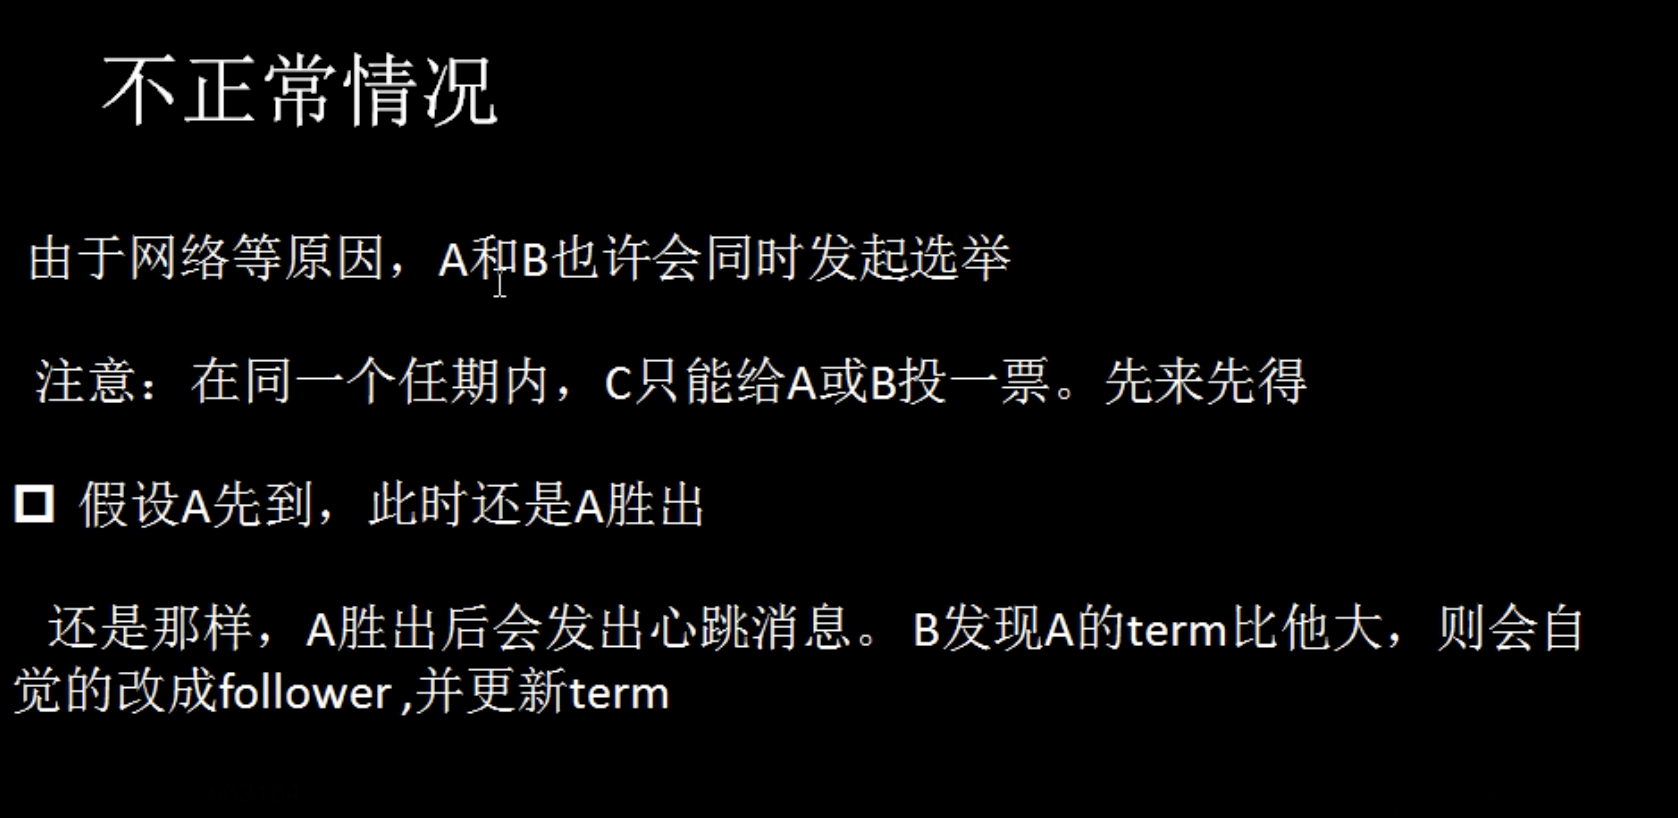 不正常情况
由于网络等原因，A和B也许会同时发起选举
注意：在同一个任期内，C只能给A或B投一票。先来先得
假设A先到，此时还是A胜出
还是那样，A胜出后会发出心跳消息。 B发现A的term比他大，则会自
觉的改成follower ,并更新term